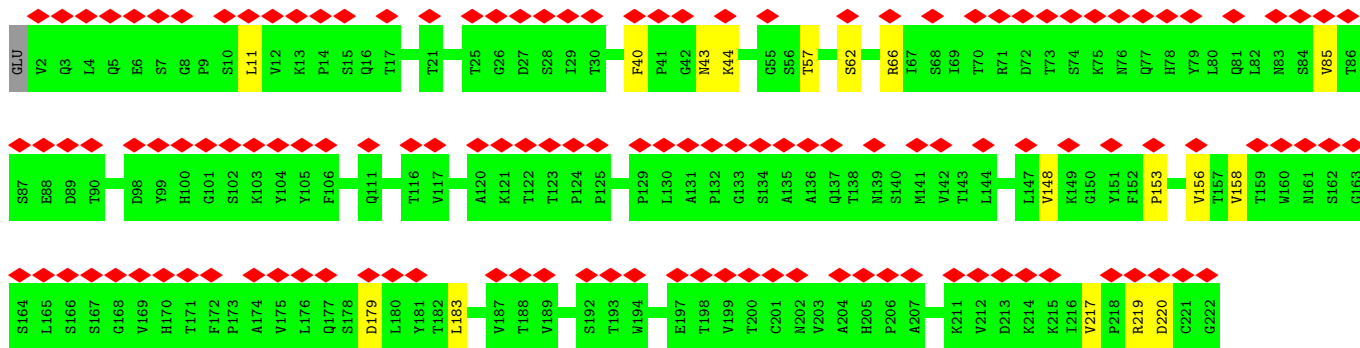 GLU V2 Q3 L4 Q5 E6 S7 G8 P9 S10 L11 V12 K13 P14 S15 Q16 T17 T21 T25 G26 D27 S28 I29 T30 F40 P41 G42 N43 K44 G55 S56 T57 S62 R66 I67 S68 I69 T70 R71 D72 T73 S74 K75 N76 Q77 H78 Y79 L80 Q81 L82 N83 S84 V85 T86
S87 E88 D89 T90 D98 Y99 H100 G101 S102 K103 Y104 Y105 F106 Q111 T116 V117 A120 K121 T122 T123 P124 P125 P129 L130 A131 P132 G133 S134 A135 A136 Q137 T138 N139 S140 M141 V142 T143 L144 L147 V148 K149 G150 Y151 F152 P153 V156 T157 V158 T159 W160 N161 S162 G163
S164 L165 S166 S167 G168 V169 H170 T171 F172 P173 A174 V175 L176 Q177 S178 D179 L180 Y181 T182 L183 V187 T188 V189 S192 T193 W194 E197 T198 V199 T200 C201 N202 V203 A204 H205 P206 A207 K211 V212 D213 K214 K215 I216 V217 P218 R219 D220 C221 G222